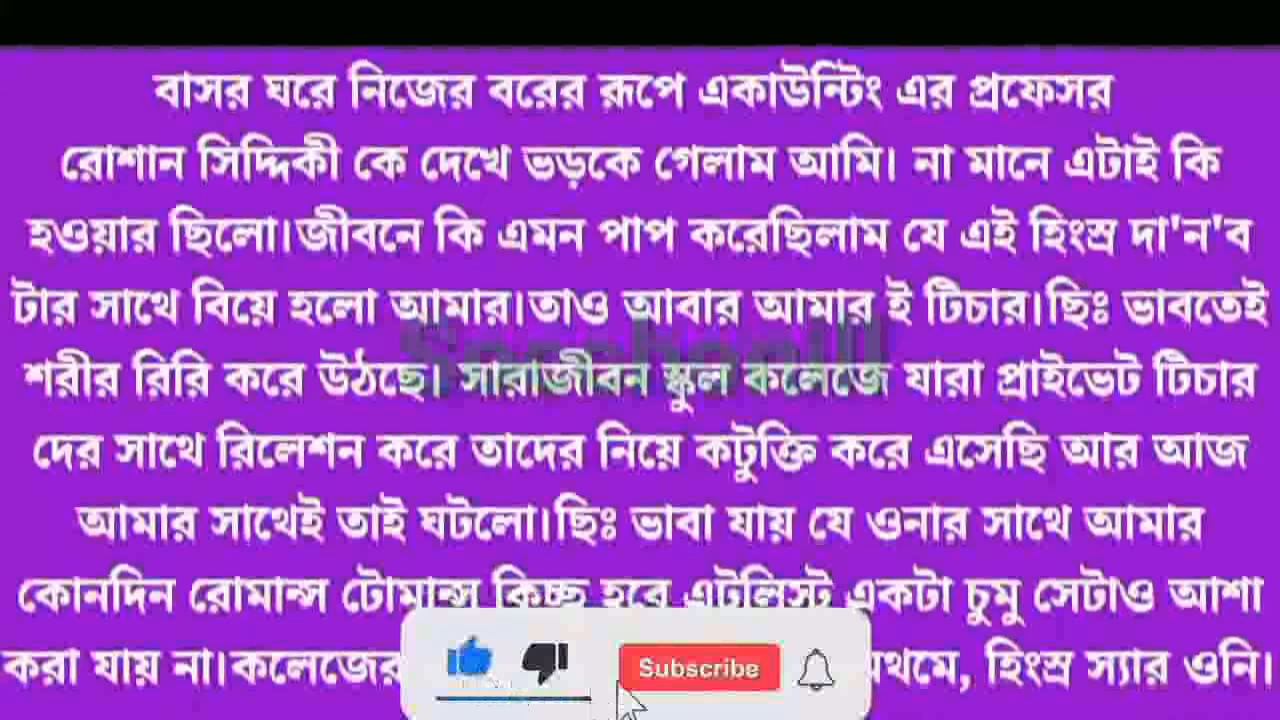 বাসর ঘরে নিজের বরের রূপে একাউন্টিং এর প্রফেসর
রোশান সিদ্দিকী কে দেখে ভড়কে গেলাম আমি। না মানে এটাই কি
হওয়ার ছিলো।জীবনে কি এমন পাপ করেছিলাম যে এই হিংস্র দা'ন'ব
টার সাথে বিয়ে হলো আমার।তাও আবার আমার ই টিচার।ছিঃ ভাবতেই
শরীর রিরি করে উঠছে। সারাজীবন স্কুল কলেজে যারা প্রাইভেট টিচার
দের সাথে রিলেশন করে তাদের নিয়ে কটুক্তি করে এসেছি আর আজ
আমার সাথেই তাই ঘটলো।ছিঃ ভাবা যায় যে ওনার সাথে আমার
কোনদিন রোমান্স টোমান্স কিচ্ছু হবে এটলিস্ট একটা চুমু সেটাও আশা
করা যায় না।কলেজের হিংস্র স্যার ওনি।
Subscribe